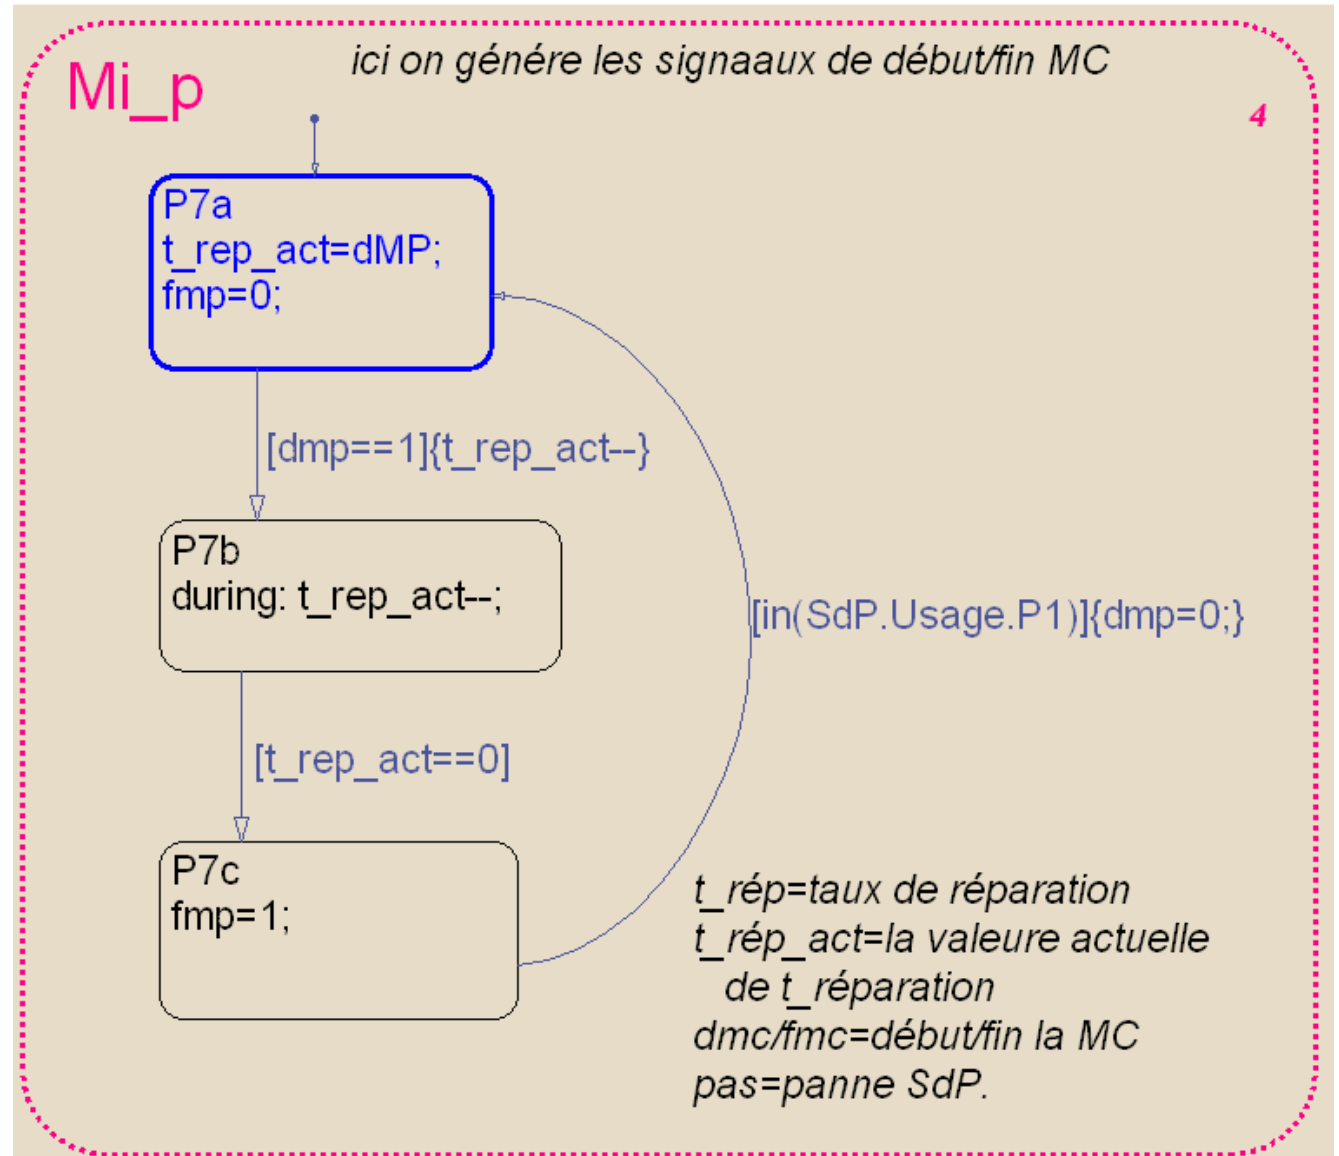 Mi_p
ici on génére les signaaux de début/fin MC
4
P7a
t_rep_act=dMP;
fmp=0;
[dmp==1]{t_rep_act--}
P7b
during: t_rep_act--;
[in(SdP.Usage.P1)]{dmp=0;}
[t_rep_act==0]
P7c
fmp=1;
t_rép=taux de réparation
t_rép_act=la valeure actuelle
de t_réparation
dmc/fmc=début/fin la MC
pas=panne SdP.